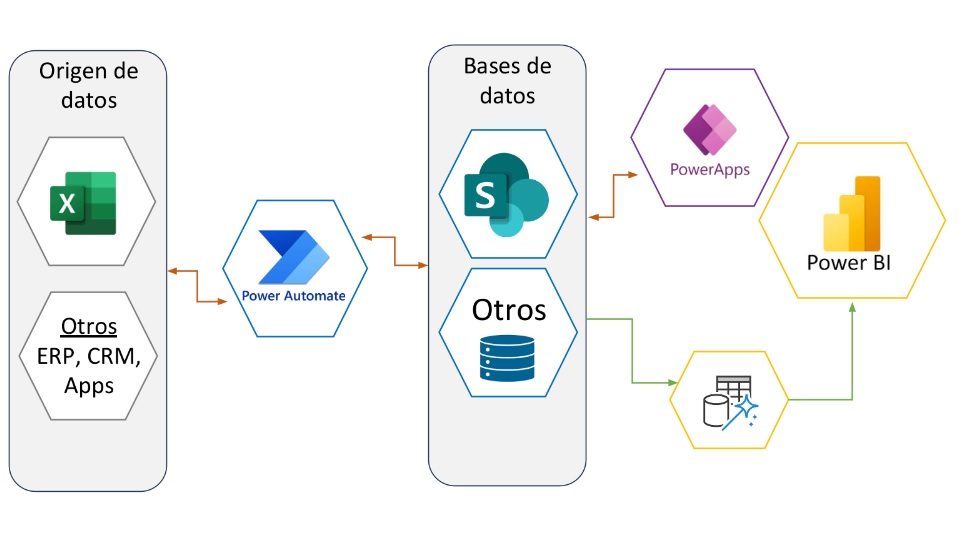 Origen de
datos
X
Otros
ERP, CRM,
Apps
Power Automate
Bases de
datos
S
Otros
PowerApps
Power BI